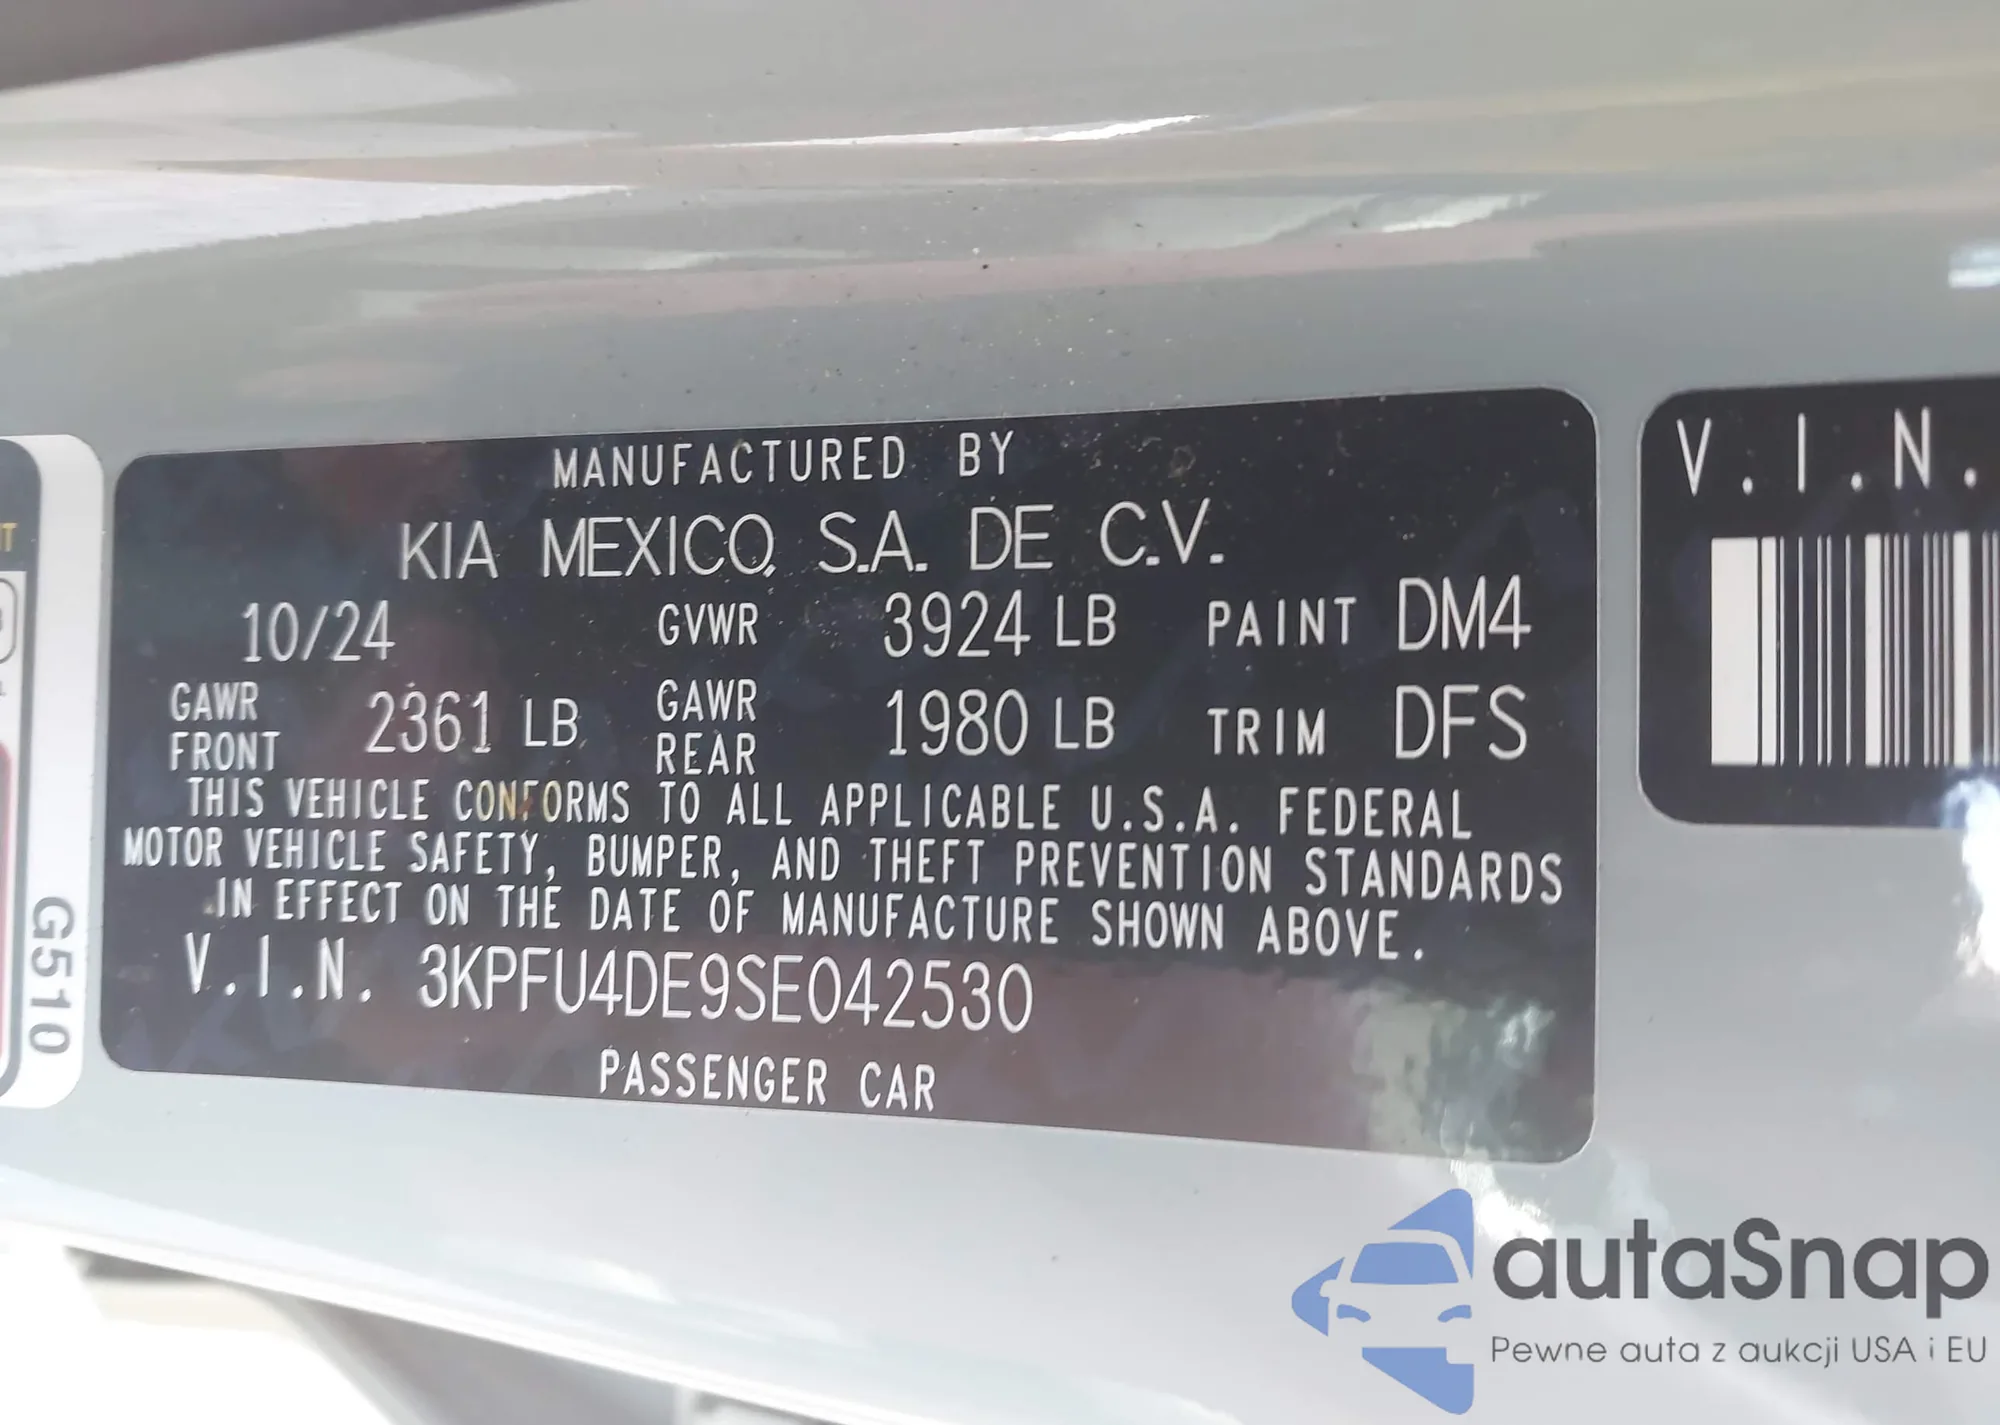 MANUFACTURED BY
KIA MEXICO, S.A. DE C.V.
10/24 GVWR 3924 LB PAINT DM4
GAWR FRONT 2361 LB GAWR REAR 1980 LB TRIM DFS
THIS VEHICLE CONFORMS TO ALL APPLICABLE U.S.A. FEDERAL
MOTOR VEHICLE SAFETY, BUMPER, AND THEFT PREVENTION STANDARDS
IN EFFECT ON THE DATE OF MANUFACTURE SHOWN ABOVE.
V.I.N. 3KPFU4DE9SE042530
PASSENGER CAR
V.I.N.
G510
autaSnap
Pewne auta z aukcji USA i EU